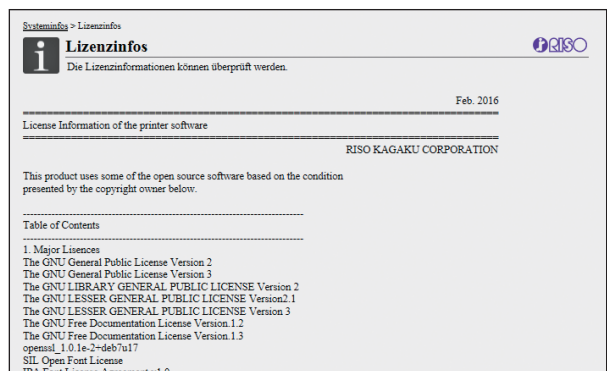 Systeminfos > Lizenzinfos
i Lizenzinfos RISO
Die Lizenzinformationen können überprüft werden.
Feb. 2016
====================================================================
License Information of the printer software
====================================================================
RISO KAGAKU CORPORATION
This product uses some of the open source software based on the condition
presented by the copyright owner below.
--------------------------------------------------------------------------------
Table of Contents
--------------------------------------------------------------------------------
1. Major Lisences
The GNU General Public License Version 2
The GNU General Public License Version 3
The GNU LIBRARY GENERAL PUBLIC LICENSE Version 2
The GNU LESSER GENERAL PUBLIC LICENSE Version2.1
The GNU LESSER GENERAL PUBLIC LICENSE Version 3
The GNU Free Documentation License Version.1.2
The GNU Free Documentation License Version.1.3
openssl_1.0.1e-2+deb7u17
SIL Open Font License
IPA Font License Agreement